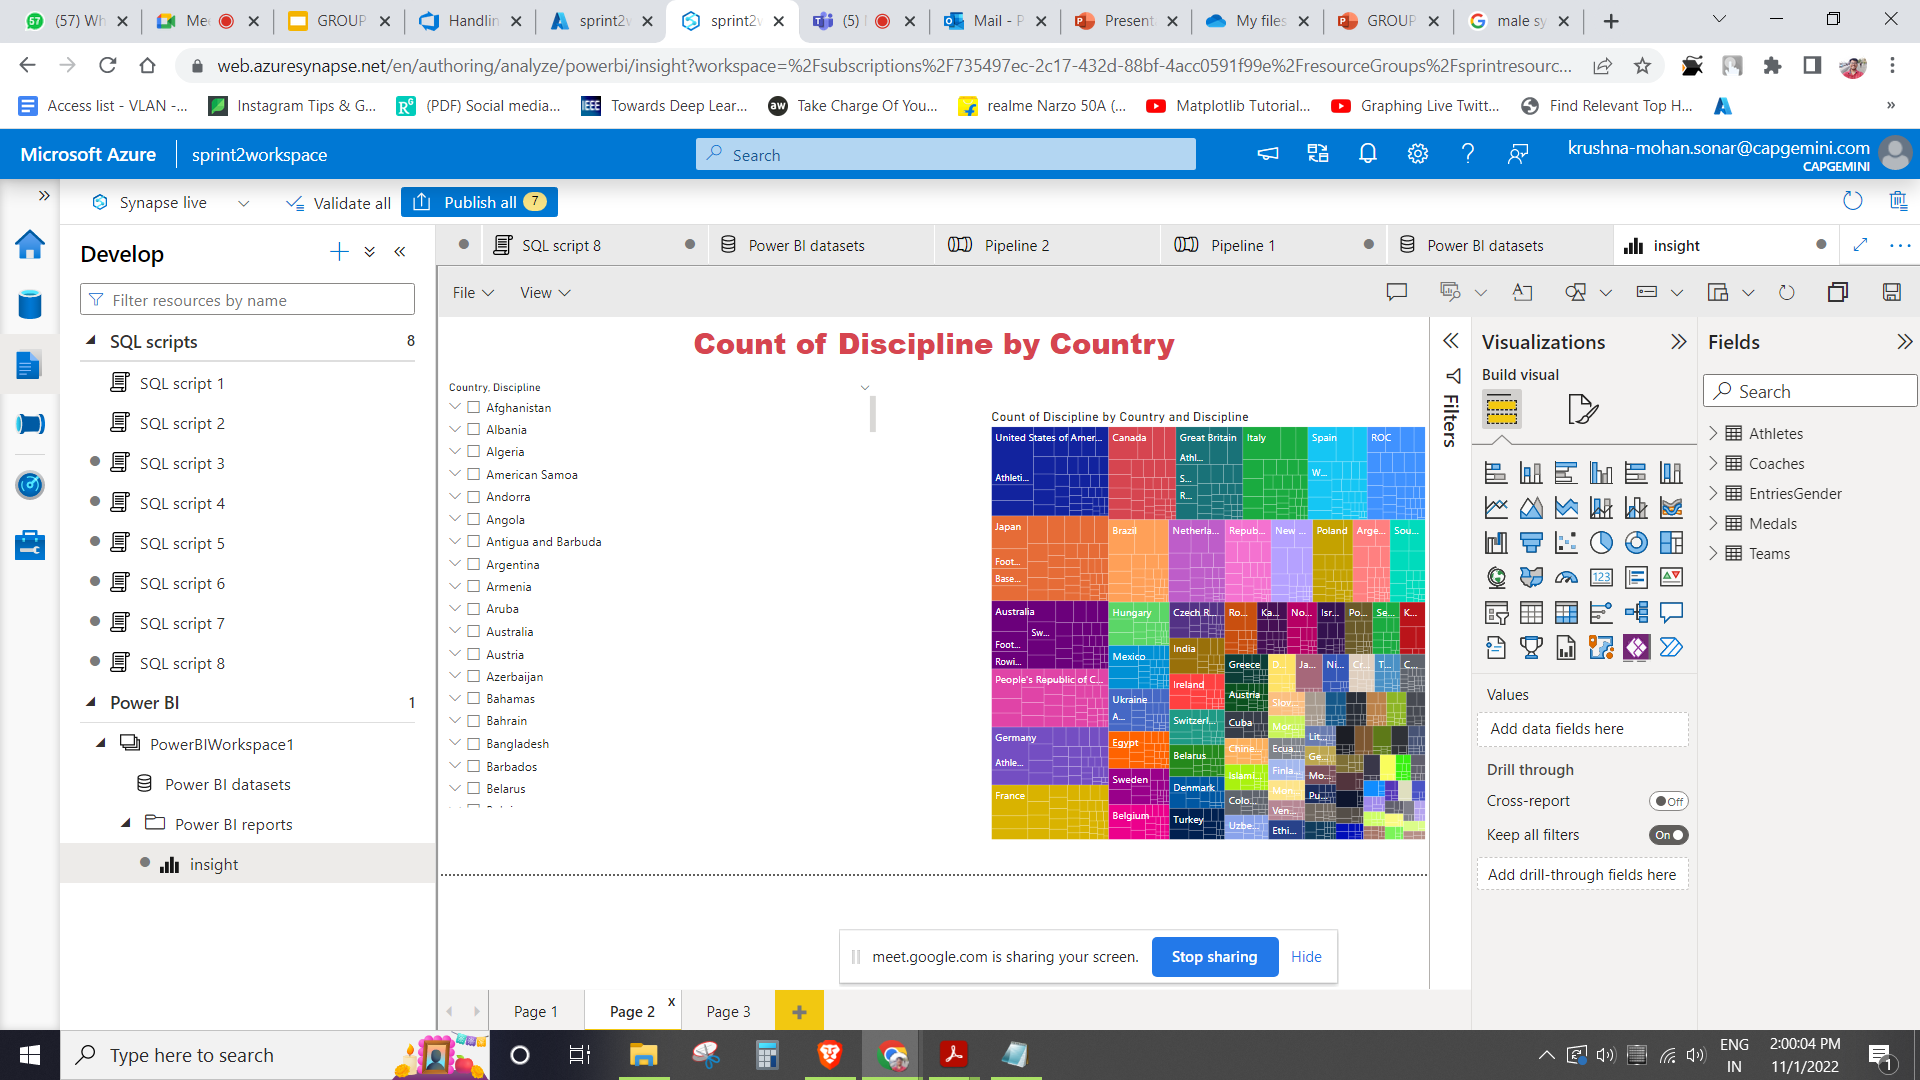 (57) Wh
Mee
GROUP
Handlin
sprint2w
sprint2w
(5)
Mail - P
Present
My files
GROUP
male sy
web.azuresynapse.net/en/authoring/analyze/powerbi/insight?workspace=%2Fsubscriptions%2F735497ec-2c17-432d-88bf-4acc0591f99e%2FresourceGroups%2Fsprintresourc...
Access list - VLAN -...
Instagram Tips & G...
(PDF) Social media...
Towards Deep Lear...
Take Charge Of You...
realme Narzo 50A (...
Matplotlib Tutorial...
Graphing Live Twitt...
Find Relevant Top H...
»
Microsoft Azure
sprint2workspace
Search
krushna-mohan.sonar@capgemini.com
CAPGEMINI
Synapse live
Validate all
Publish all 7
Develop
Filter resources by name
SQL scripts 8
SQL script 1
SQL script 2
SQL script 3
SQL script 4
SQL script 5
SQL script 6
SQL script 7
SQL script 8
Power BI 1
PowerBIWorkspace1
Power BI datasets
Power BI reports
insight
SQL script 8
Power BI datasets
Pipeline 2
Pipeline 1
Power BI datasets
insight
File
View
Count of Discipline by Country
Country, Discipline
Afghanistan
Albania
Algeria
American Samoa
Andorra
Angola
Antigua and Barbuda
Argentina
Armenia
Aruba
Australia
Austria
Azerbaijan
Bahamas
Bahrain
Bangladesh
Barbados
Belarus
Count of Discipline by Country and Discipline
United States of Amer...
Athleti...
Canada
Great Britain
Athl...
S...
R...
Italy
Spain
W...
ROC
Japan
Foot...
Base...
Brazil
Netherla...
Repub...
New ...
Poland
Arge...
Sou...
Australia
Sw...
Foot...
Rowi...
Hungary
Czech R...
Ro...
Ka...
No...
Isr...
Po...
Se...
K...
Mexico
India
Greece
D...
Ja...
Ni...
Cr...
T...
C...
People's Republic of C...
Ukraine
A...
Ireland
Austria
Slov...
Switzerl...
Cuba
Mor...
Germany
Athle...
Egypt
Belarus
Chine...
Ecua...
Lit...
Ge...
Sweden
Denmark
Islam...
Finla...
Mo...
France
Belgium
Turkey
Colo...
Mon...
Pu...
Ven...
Uzbe...
Ethi...
Filters
Visualizations
Build visual
123
Values
Add data fields here
Drill through
Cross-report
Off
Keep all filters
On
Add drill-through fields here
Fields
Search
Athletes
Coaches
EntriesGender
Medals
Teams
meet.google.com is sharing your screen.
Stop sharing
Hide
Page 1
Page 2
x
Page 3
+
Type here to search
ENG
IN
2:00:04 PM
11/1/2022
1